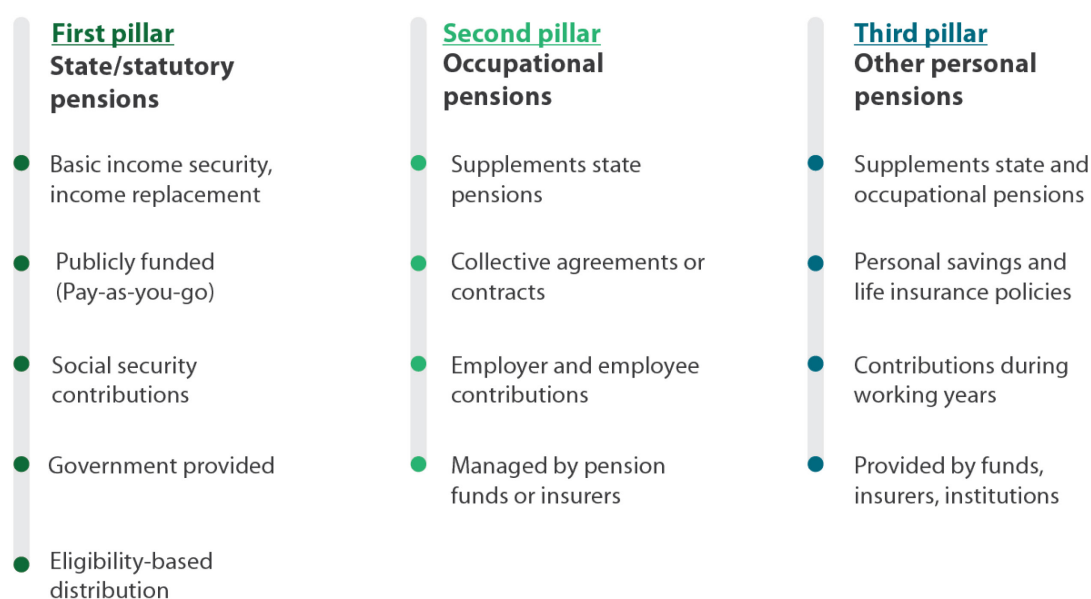 First pillar
State/statutory
pensions
Basic income security,
income replacement
Publicly funded
(Pay-as-you-go)
Social security
contributions
Government provided
Eligibility-based
distribution
Second pillar
Occupational
pensions
Supplements state
pensions
Collective agreements or
contracts
Employer and employee
contributions
Managed by pension
funds or insurers
Third pillar
Other personal
pensions
Supplements state and
occupational pensions
Personal savings and
life insurance policies
Contributions during
working years
Provided by funds,
insurers, institutions